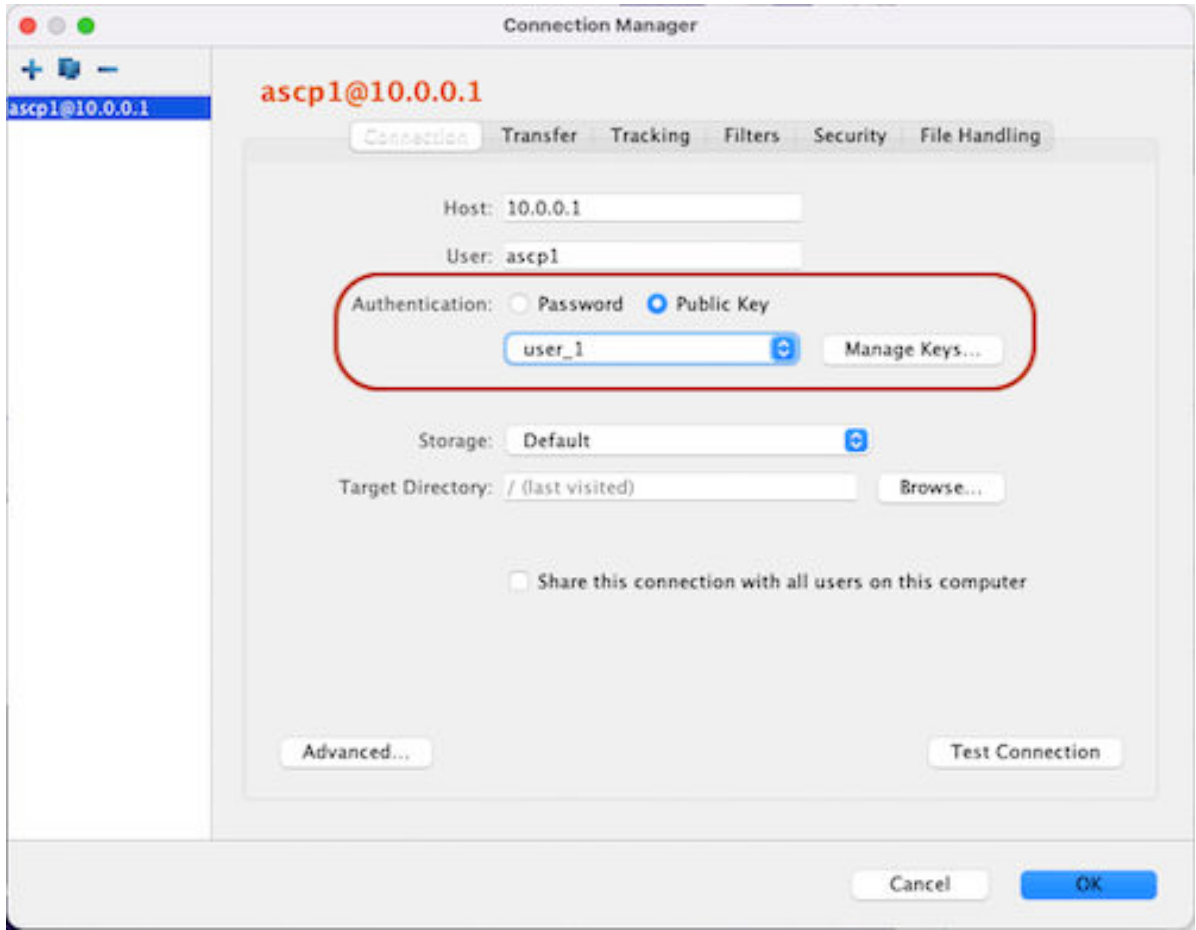 Connection Manager
ascp1@10.0.0.1
ascp1@10.0.0.1
Connection Transfer Tracking Filters Security File Handling
Host: 10.0.0.1
User: ascp1
Authentication: Password Public Key
user_1 Manage Keys...
Storage: Default
Target Directory: / (last visited) Browse...
Share this connection with all users on this computer
Advanced... Test Connection
Cancel OK